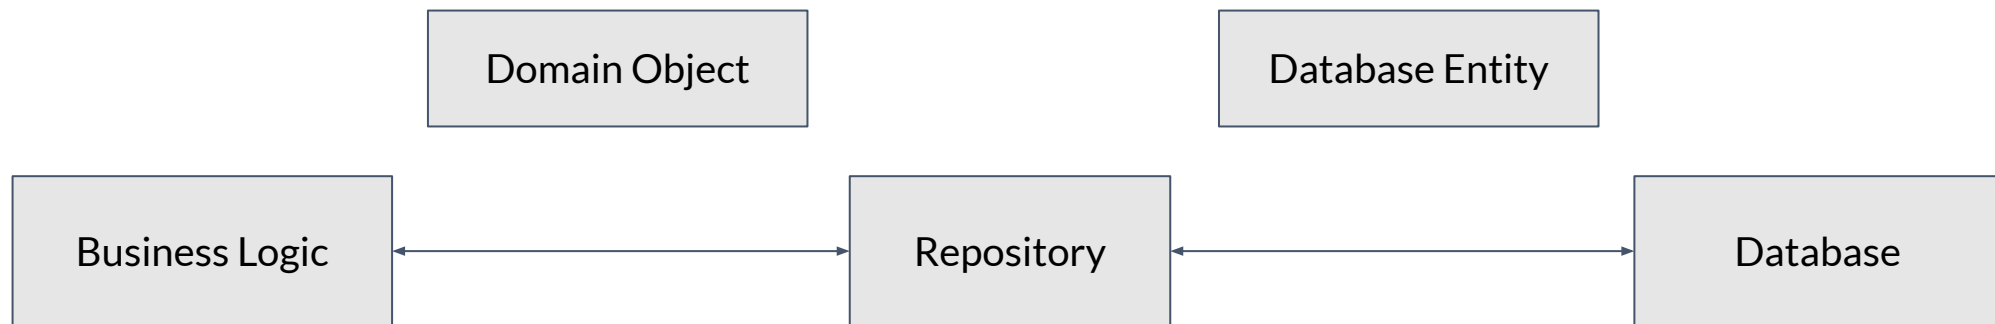 Domain Object
Database Entity
Business Logic
Repository
Database